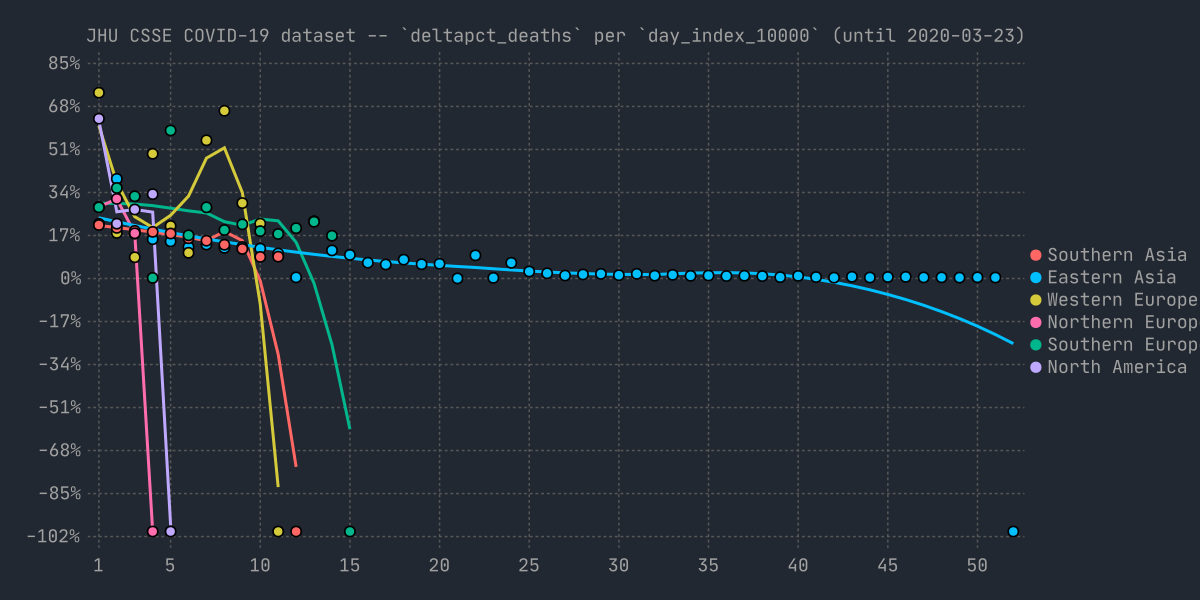 JHU CSSE COVID-19 dataset -- `deltapct_deaths` per `day_index_10000` (until 2020-03-23)
85%
68%
51%
34%
17%
0%
-17%
-34%
-51%
-68%
-85%
-102%
1 5 10 15 20 25 30 35 40 45 50
Southern Asia
Eastern Asia
Western Europe
Northern Europ
Southern Europ
North America